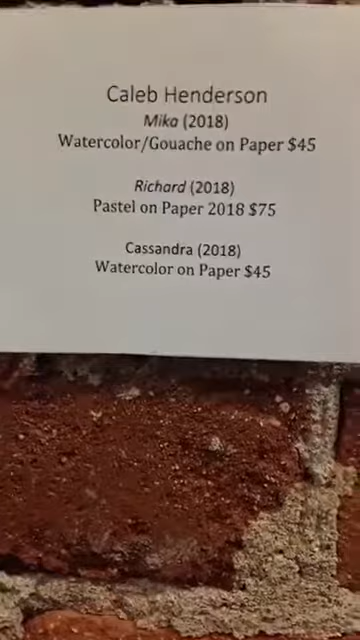 Caleb Henderson
Mika (2018)
Watercolor/Gouache on Paper $45
Richard (2018)
Pastel on Paper 2018 $75
Cassandra (2018)
Watercolor on Paper $45